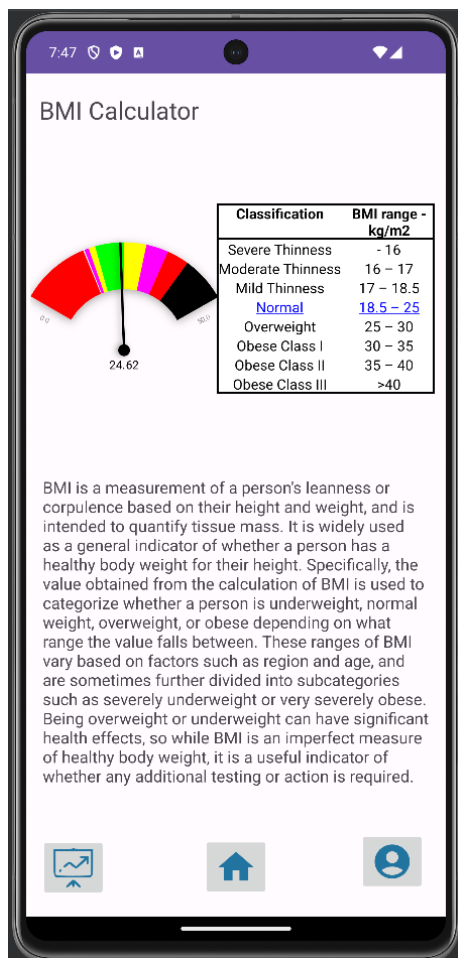 7:47
BMI Calculator
Classification BMI range -
kg/m2
Severe Thinness - 16
Moderate Thinness 16 – 17
Mild Thinness 17 – 18.5
Normal 18.5 – 25
Overweight 25 – 30
Obese Class I 30 – 35
Obese Class II 35 – 40
Obese Class III >40
0.0
50.0
24.62
BMI is a measurement of a person's leanness or
corpulence based on their height and weight, and is
intended to quantify tissue mass. It is widely used
as a general indicator of whether a person has a
healthy body weight for their height. Specifically, the
value obtained from the calculation of BMI is used to
categorize whether a person is underweight, normal
weight, overweight, or obese depending on what
range the value falls between. These ranges of BMI
vary based on factors such as region and age, and
are sometimes further divided into subcategories
such as severely underweight or very severely obese.
Being overweight or underweight can have significant
health effects, so while BMI is an imperfect measure
of healthy body weight, it is a useful indicator of
whether any additional testing or action is required.